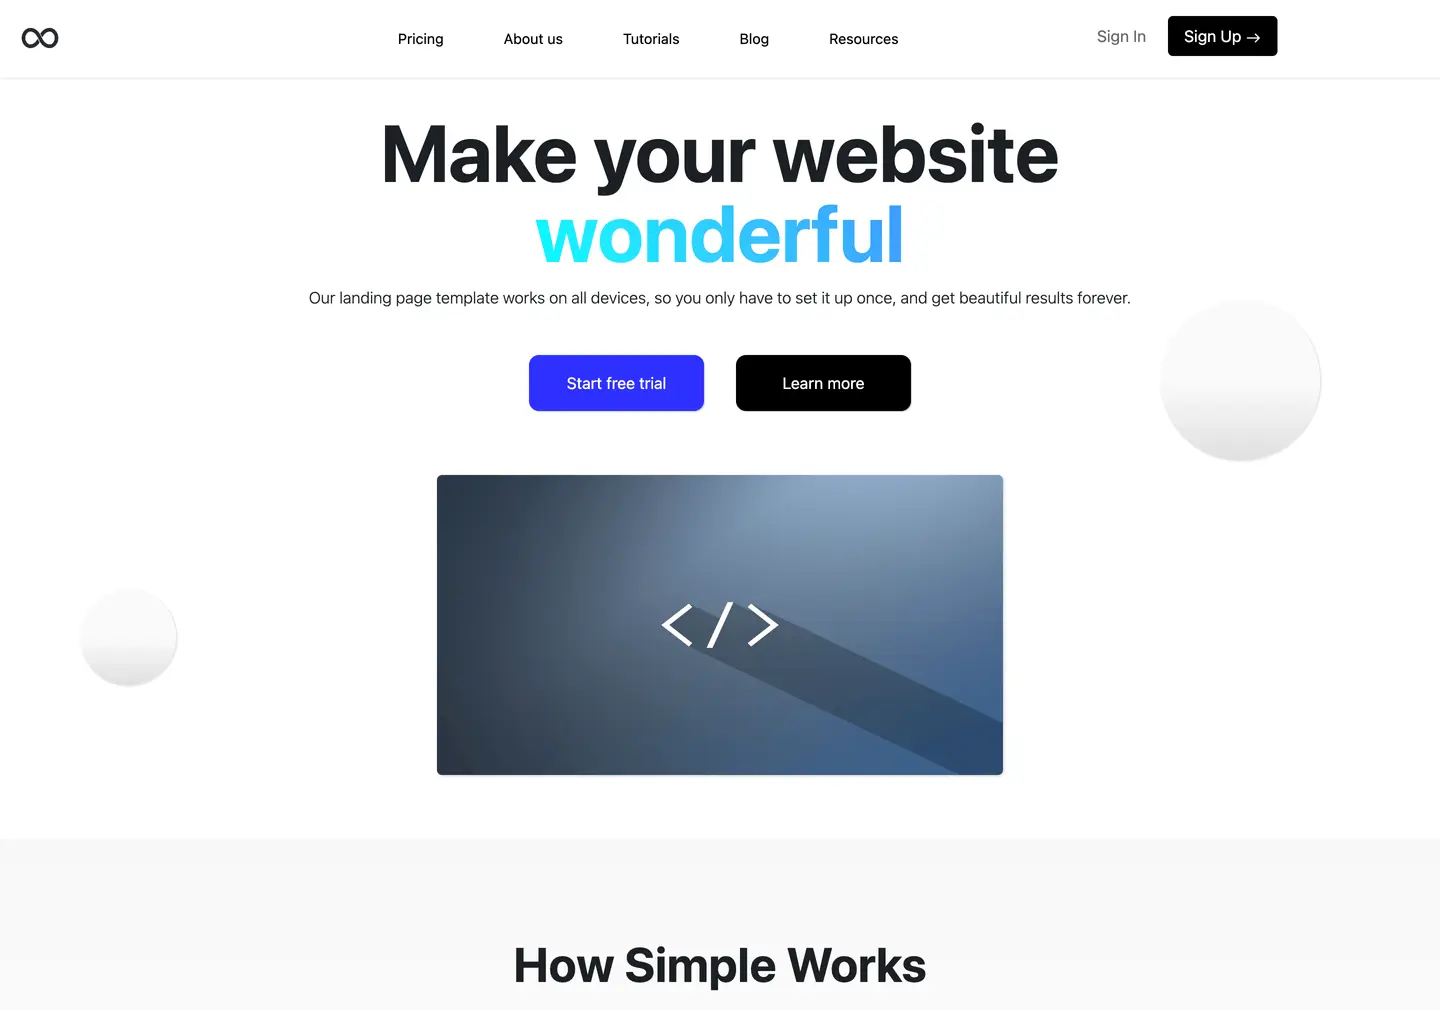 Pricing
About us
Tutorials
Blog
Resources
Sign In
Sign Up →
Make your website
wonderful
Our landing page template works on all devices, so you only have to set it up once, and get beautiful results forever.
Start free trial
Learn more
</>
How Simple Works